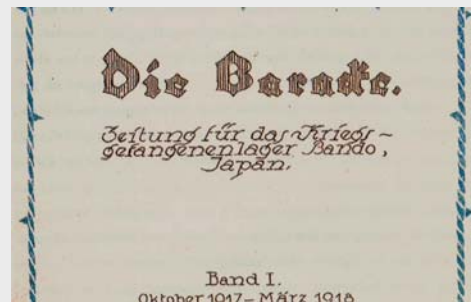 Die Baracke.
Zeitung für das Kriegs-
gefangenenlager Bando,
Japan.
Band I.
Oktober 1917 - März 1918